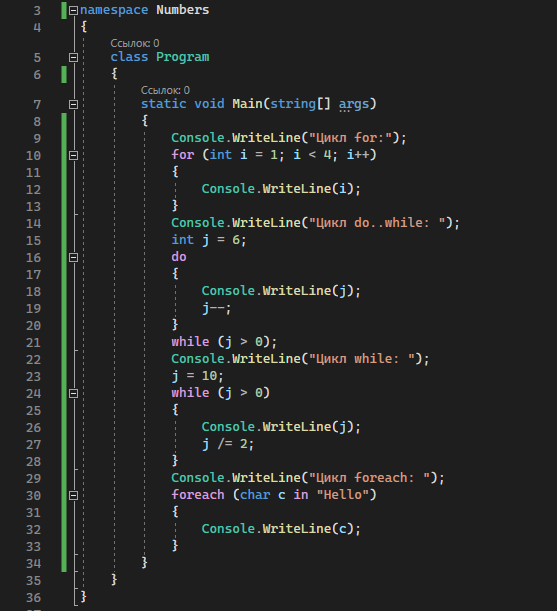 3 namespace Numbers
4 {
Ссылок: 0
5 class Program
6 {
Ссылок: 0
7 static void Main(string[] args)
8 {
9 Console.WriteLine("Цикл for:");
10 for (int i = 1; i < 4; i++)
11 {
12 Console.WriteLine(i);
13 }
14 Console.WriteLine("Цикл do..while: ");
15 int j = 6;
16 do
17 {
18 Console.WriteLine(j);
19 j--;
20 }
21 while (j > 0);
22 Console.WriteLine("Цикл while: ");
23 j = 10;
24 while (j > 0)
25 {
26 Console.WriteLine(j);
27 j /= 2;
28 }
29 Console.WriteLine("Цикл foreach: ");
30 foreach (char c in "Hello")
31 {
32 Console.WriteLine(c);
33 }
34 }
35 }
36 }